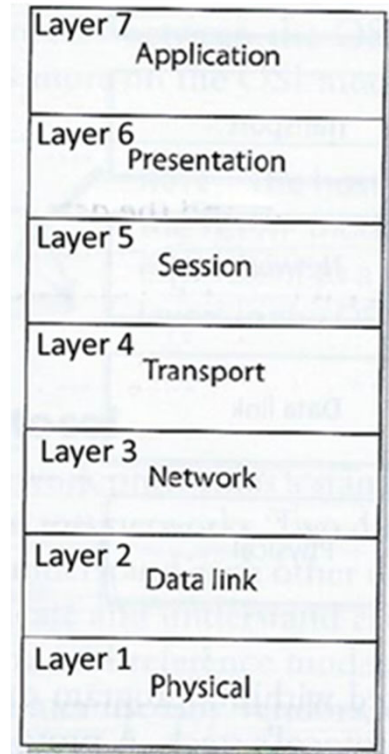 Layer 7
Application
Layer 6
Presentation
Layer 5
Session
Layer 4
Transport
Layer 3
Network
Layer 2
Data link
Layer 1
Physical